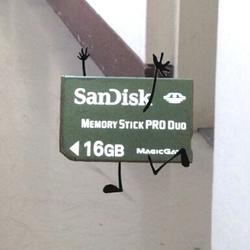 SanDisk
MEMORY STICK PRO DUO
16GB MAGICGATE